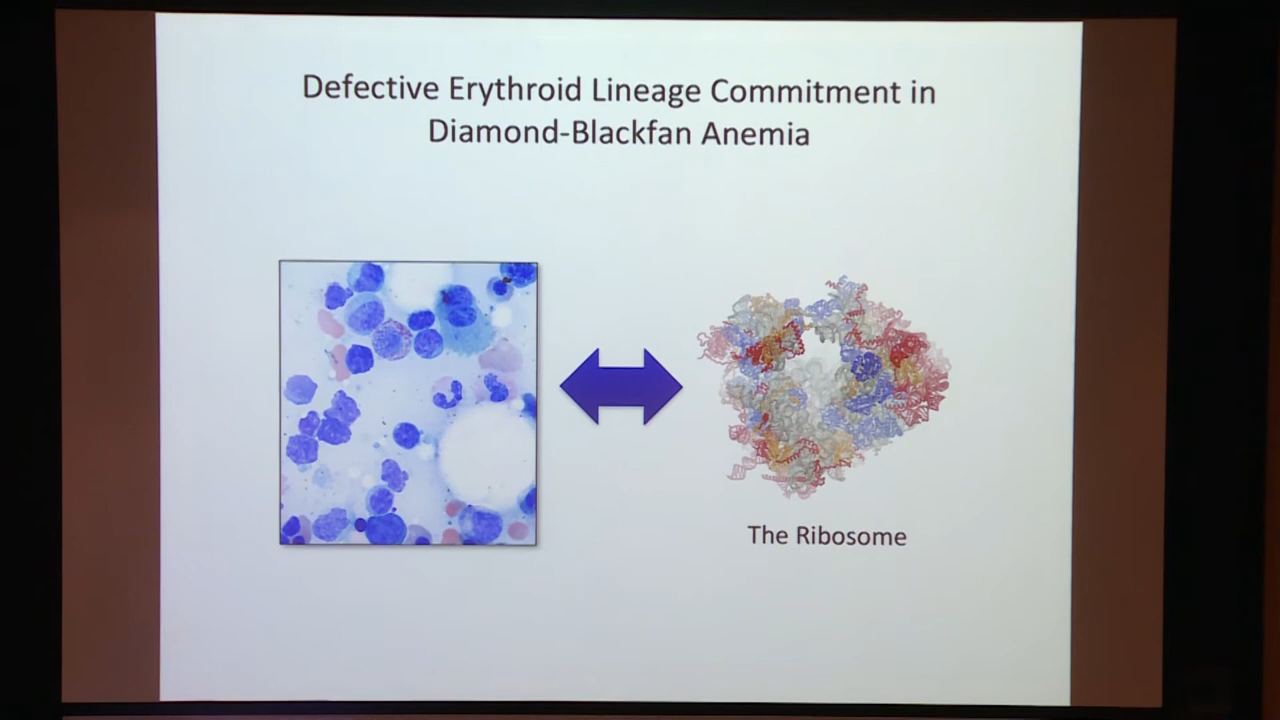 Defective Erythroid Lineage Commitment in
Diamond-Blackfan Anemia
The Ribosome